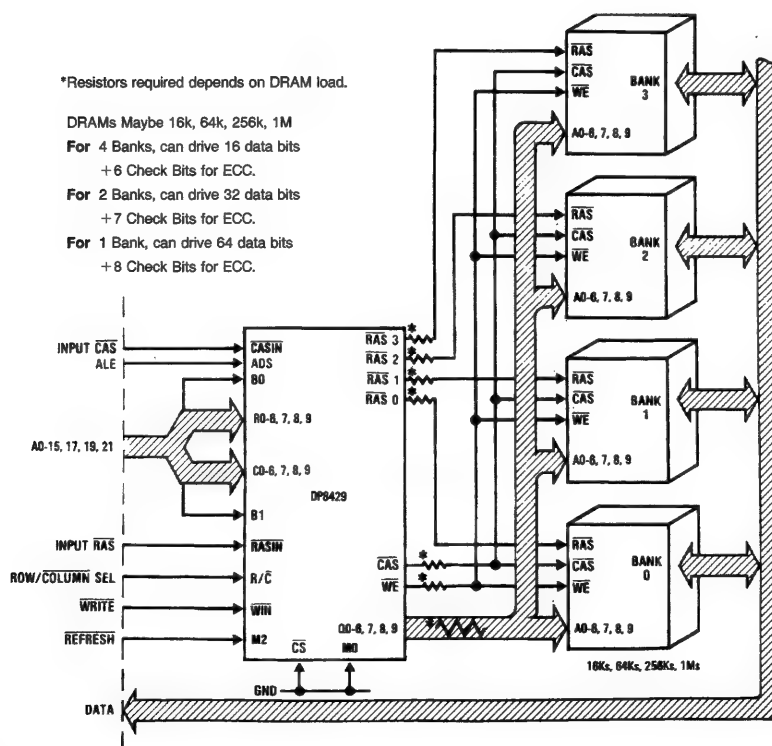 *Resistors required depends on DRAM load.
DRAMs Maybe 16k, 64k, 256k, 1M
For 4 Banks, can drive 16 data bits
+6 Check Bits for ECC.
For 2 Banks, can drive 32 data bits
+7 Check Bits for ECC.
For 1 Bank, can drive 64 data bits
+8 Check Bits for ECC.
RAS
CAS
WE
A0-6, 7, 8, 9
BANK
3
RAS
CAS
WE
A0-6, 7, 8, 9
BANK
2
RAS
CAS
WE
A0-6, 7, 8, 9
BANK
1
RAS
CAS
WE
A0-6, 7, 8, 9
BANK
0
16Ks, 64Ks, 256Ks, 1Ms
INPUT CAS
ALE
A0-15, 17, 19, 21
INPUT RAS
ROW/COLUMN SEL
WRITE
REFRESH
DATA
CASIN
ADS
B0
R0-6, 7, 8, 9
C0-6, 7, 8, 9
DP8429
B1
RASIN
R/C
WIN
M2
CS
M0
GND
RAS 3 *
RAS 2 *
RAS 1 *
RAS 0 *
CAS *
WE *
Q0-6, 7, 8, 9 *